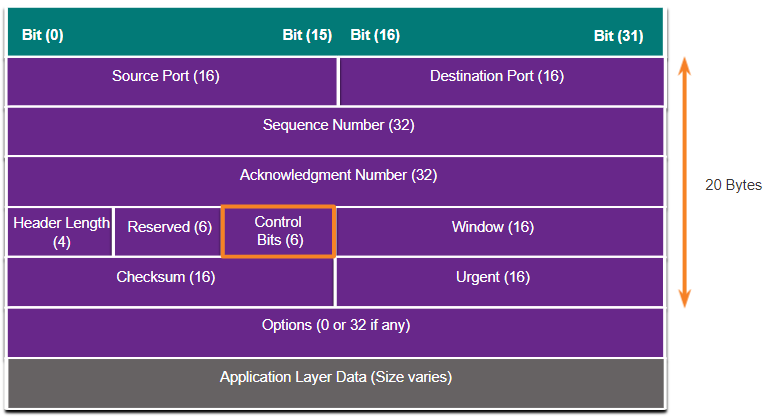 Bit (0) Bit (15) Bit (16) Bit (31)
Source Port (16) Destination Port (16)
Sequence Number (32)
Acknowledgment Number (32)
20 Bytes
Header Length
(4)
Reserved (6)
Control
Bits (6)
Window (16)
Checksum (16) Urgent (16)
Options (0 or 32 if any)
Application Layer Data (Size varies)